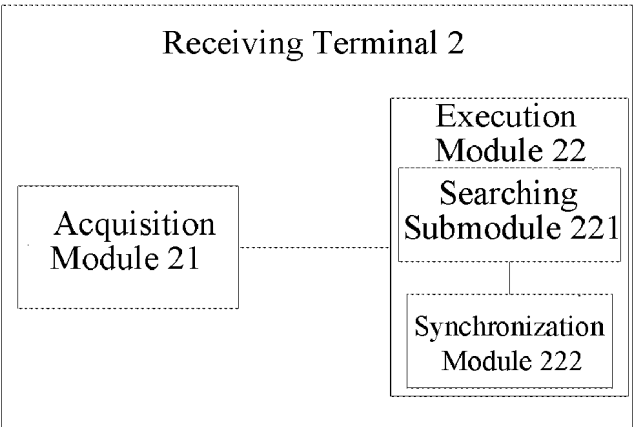 Receiving Terminal 2
Execution
Module 22
Searching
Submodule 221
Acquisition
Module 21
Synchronization
Module 222